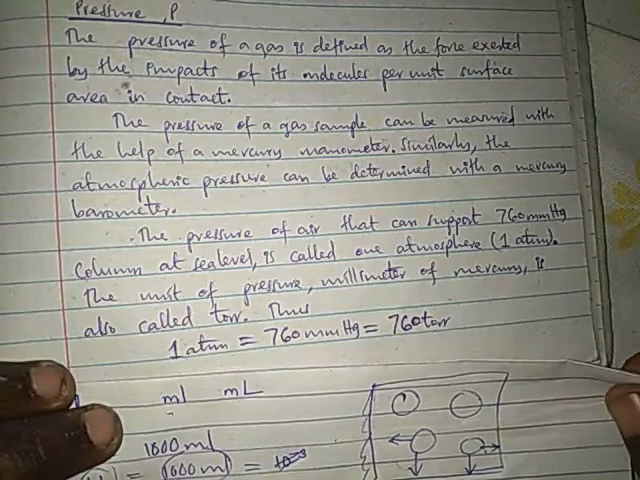 Pressure, P
The pressure of a gas is defined as the force exerted
by the impacts of its molecules per unit surface
area in contact.
The pressure of a gas sample can be measured with
the help of a mercury manometer. Similarly, the
atmospheric pressure can be determined with a mercury
barometer.
The pressure of air that can support 760mmHg
column at sea level, is called one atmosphere (1 atm).
The unit of pressure, millimeter of mercury, is
also called torr. Thus
1 atm = 760 mmHg = 760 torr
ml mL
1000 ml
= 1000 ml =